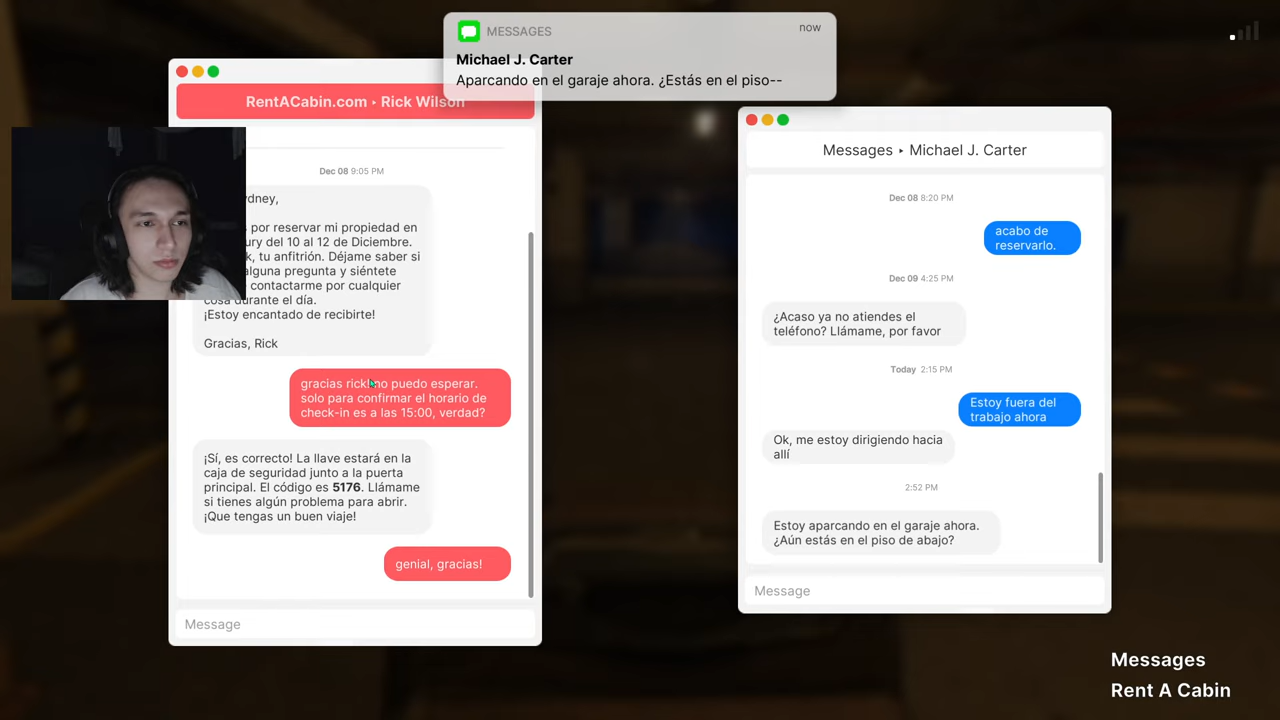 MESSAGES
now
Michael J. Carter
Aparcando en el garaje ahora. ¿Estás en el piso--
RentACabin.com ‣ Rick Wilson
Dec 08 9:05 PM
dney,
por reservar mi propiedad en
ury del 10 al 12 de Diciembre.
k, tu anfitrión. Déjame saber si
alguna pregunta y siéntete
contactarme por cualquier
cosa durante el día.
¡Estoy encantado de recibirte!
Gracias, Rick
gracias rick! no puedo esperar.
solo para confirmar el horario de
check-in es a las 15:00, verdad?
¡Sí, es correcto! La llave estará en la
caja de seguridad junto a la puerta
principal. El código es 5176. Llámame
si tienes algún problema para abrir.
¡Que tengas un buen viaje!
genial, gracias!
Message
Messages ‣ Michael J. Carter
Dec 08 8:20 PM
acabo de
reservarlo.
Dec 09 4:25 PM
¿Acaso ya no atiendes el
teléfono? Llámame, por favor
Today 2:15 PM
Estoy fuera del
trabajo ahora
Ok, me estoy dirigiendo hacia
allí
2:52 PM
Estoy aparcando en el garaje ahora.
¿Aún estás en el piso de abajo?
Message
Messages
Rent A Cabin